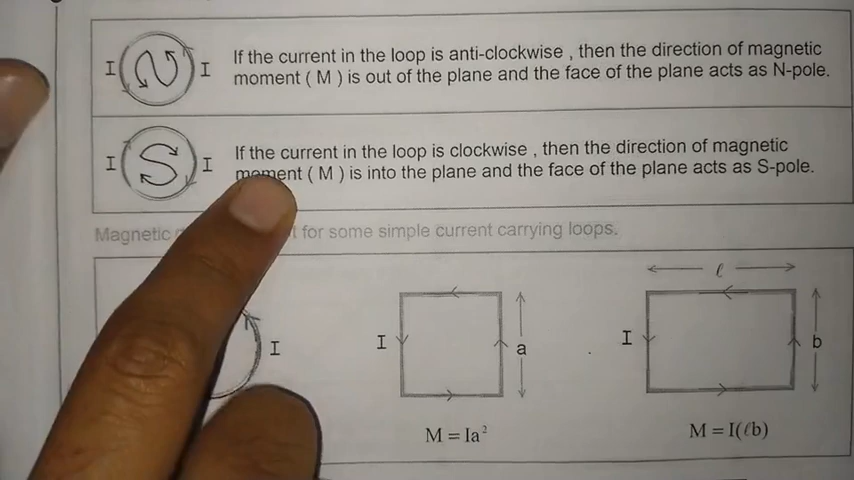 I N I If the current in the loop is anti-clockwise , then the direction of magnetic
moment ( M ) is out of the plane and the face of the plane acts as N-pole.
I S I If the current in the loop is clockwise , then the direction of magnetic
moment ( M ) is into the plane and the face of the plane acts as S-pole.
Magnetic for some simple current carrying loops.
ℓ
I I a I b
M = Ia²
M = I(ℓb)